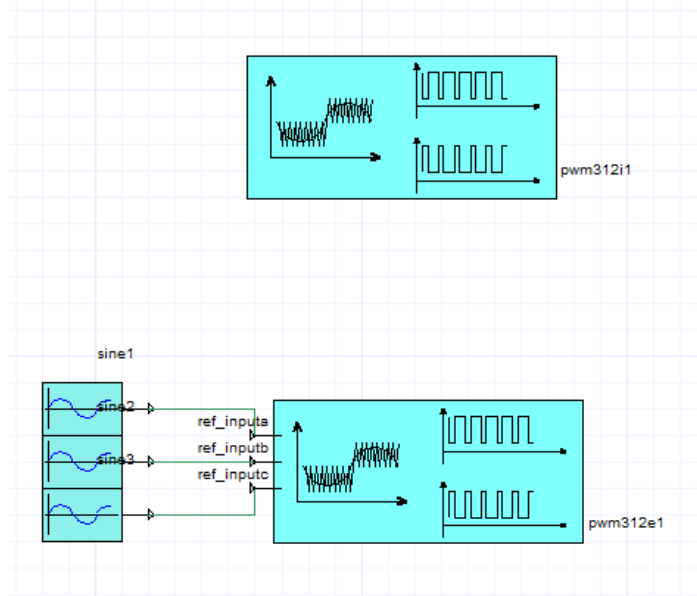 pwm312i1
sine1
sine2
ref_inputa
ref_inputb
sine3
ref_inputc
pwm312e1